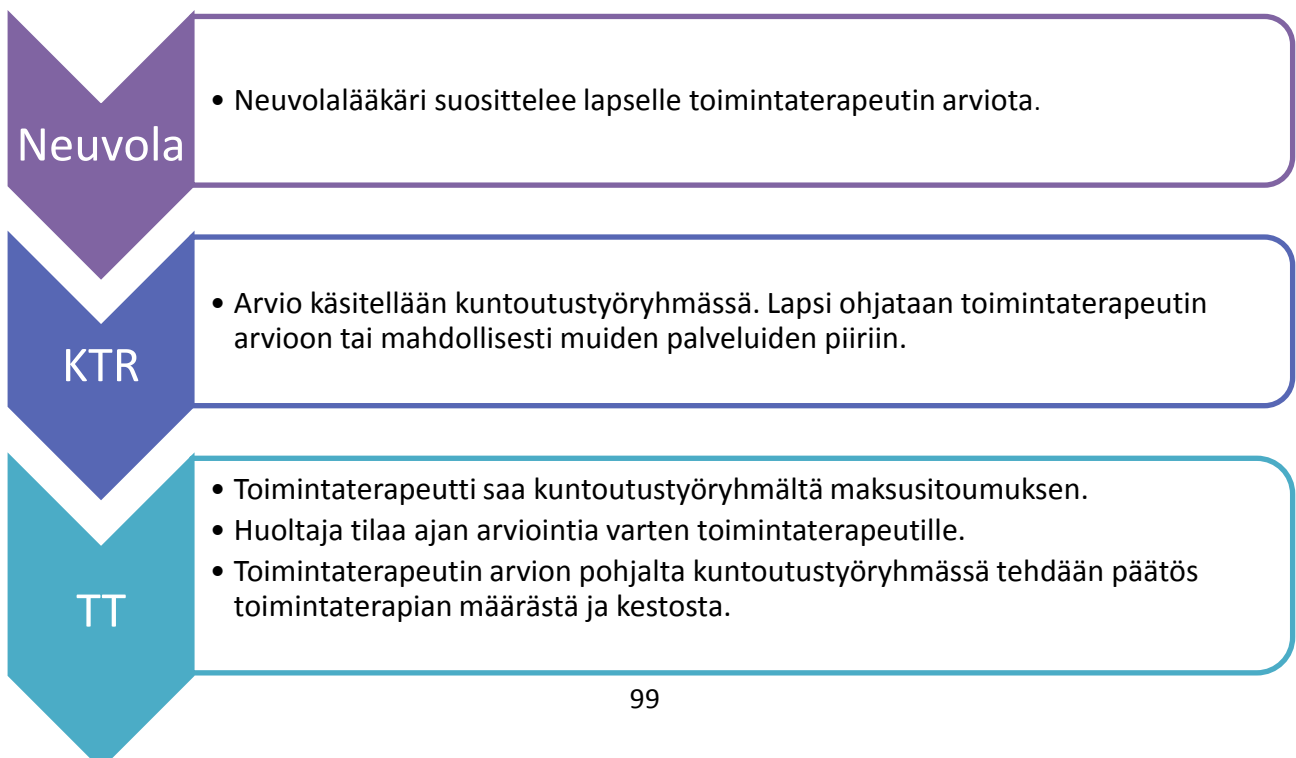 Neuvola
• Neuvolalääkäri suosittelee lapselle toimintaterapeutin arviota.
KTR
• Arvio käsitellään kuntoutustyöryhmässä. Lapsi ohjataan toimintaterapeutin
arvioon tai mahdollisesti muiden palveluiden piiriin.
TT
• Toimintaterapeutti saa kuntoutustyöryhmältä maksusitoumuksen.
• Huoltaja tilaa ajan arviointia varten toimintaterapeutille.
• Toimintaterapeutin arvion pohjalta kuntoutustyöryhmässä tehdään päätös
toimintaterapian määrästä ja kestosta.
99